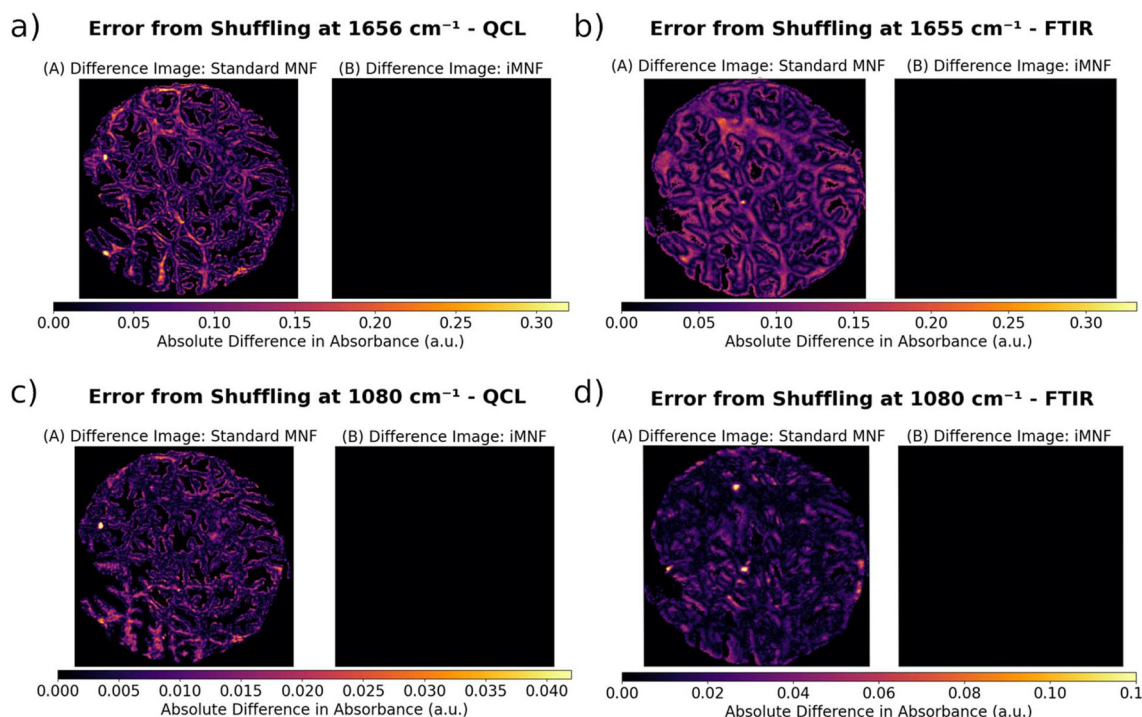 a) Error from Shuffling at 1656 cm⁻¹ - QCL
(A) Difference Image: Standard MNF (B) Difference Image: iMNF
0.00 0.05 0.10 0.15 0.20 0.25 0.30
Absolute Difference in Absorbance (a.u.)
b) Error from Shuffling at 1655 cm⁻¹ - FTIR
(A) Difference Image: Standard MNF (B) Difference Image: iMNF
0.00 0.05 0.10 0.15 0.20 0.25 0.30
Absolute Difference in Absorbance (a.u.)
c) Error from Shuffling at 1080 cm⁻¹ - QCL
(A) Difference Image: Standard MNF (B) Difference Image: iMNF
0.000 0.005 0.010 0.015 0.020 0.025 0.030 0.035 0.040
Absolute Difference in Absorbance (a.u.)
d) Error from Shuffling at 1080 cm⁻¹ - FTIR
(A) Difference Image: Standard MNF (B) Difference Image: iMNF
0.00 0.02 0.04 0.06 0.08 0.10 0.1
Absolute Difference in Absorbance (a.u.)